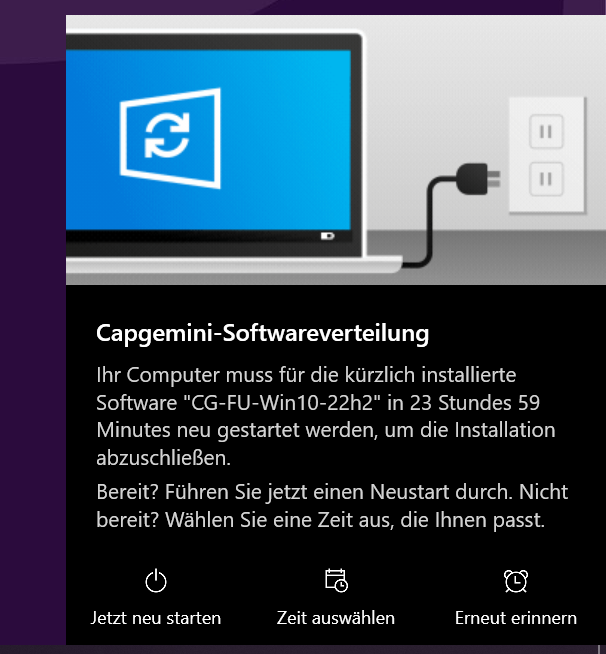 Capgemini-Softwareverteilung
Ihr Computer muss für die kürzlich installierte
Software "CG-FU-Win10-22h2" in 23 Stundes 59
Minutes neu gestartet werden, um die Installation
abzuschließen.
Bereit? Führen Sie jetzt einen Neustart durch. Nicht
bereit? Wählen Sie eine Zeit aus, die Ihnen passt.
Jetzt neu starten
Zeit auswählen
Erneut erinnern